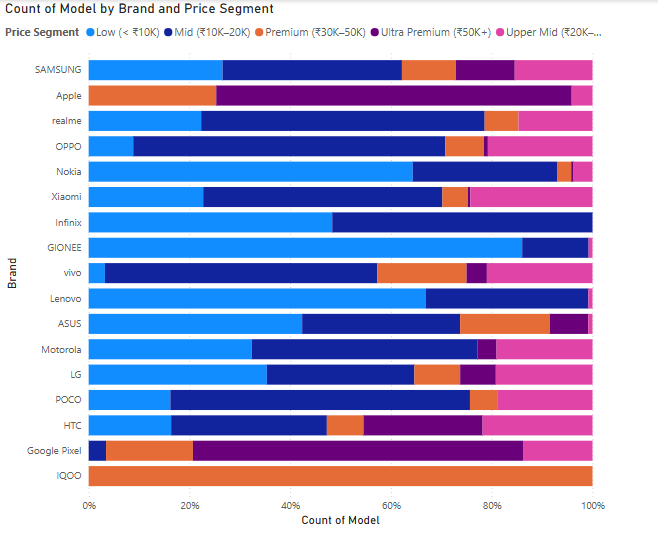 Count of Model by Brand and Price Segment
Price Segment Low (< ₹10K) Mid (₹10K–20K) Premium (₹30K–50K) Ultra Premium (₹50K+) Upper Mid (₹20K–...
SAMSUNG
Apple
realme
OPPO
Nokia
Xiaomi
Infinix
GIONEE
vivo
Lenovo
ASUS
Motorola
LG
POCO
HTC
Google Pixel
IQOO
Brand
0% 20% 40% 60% 80% 100%
Count of Model